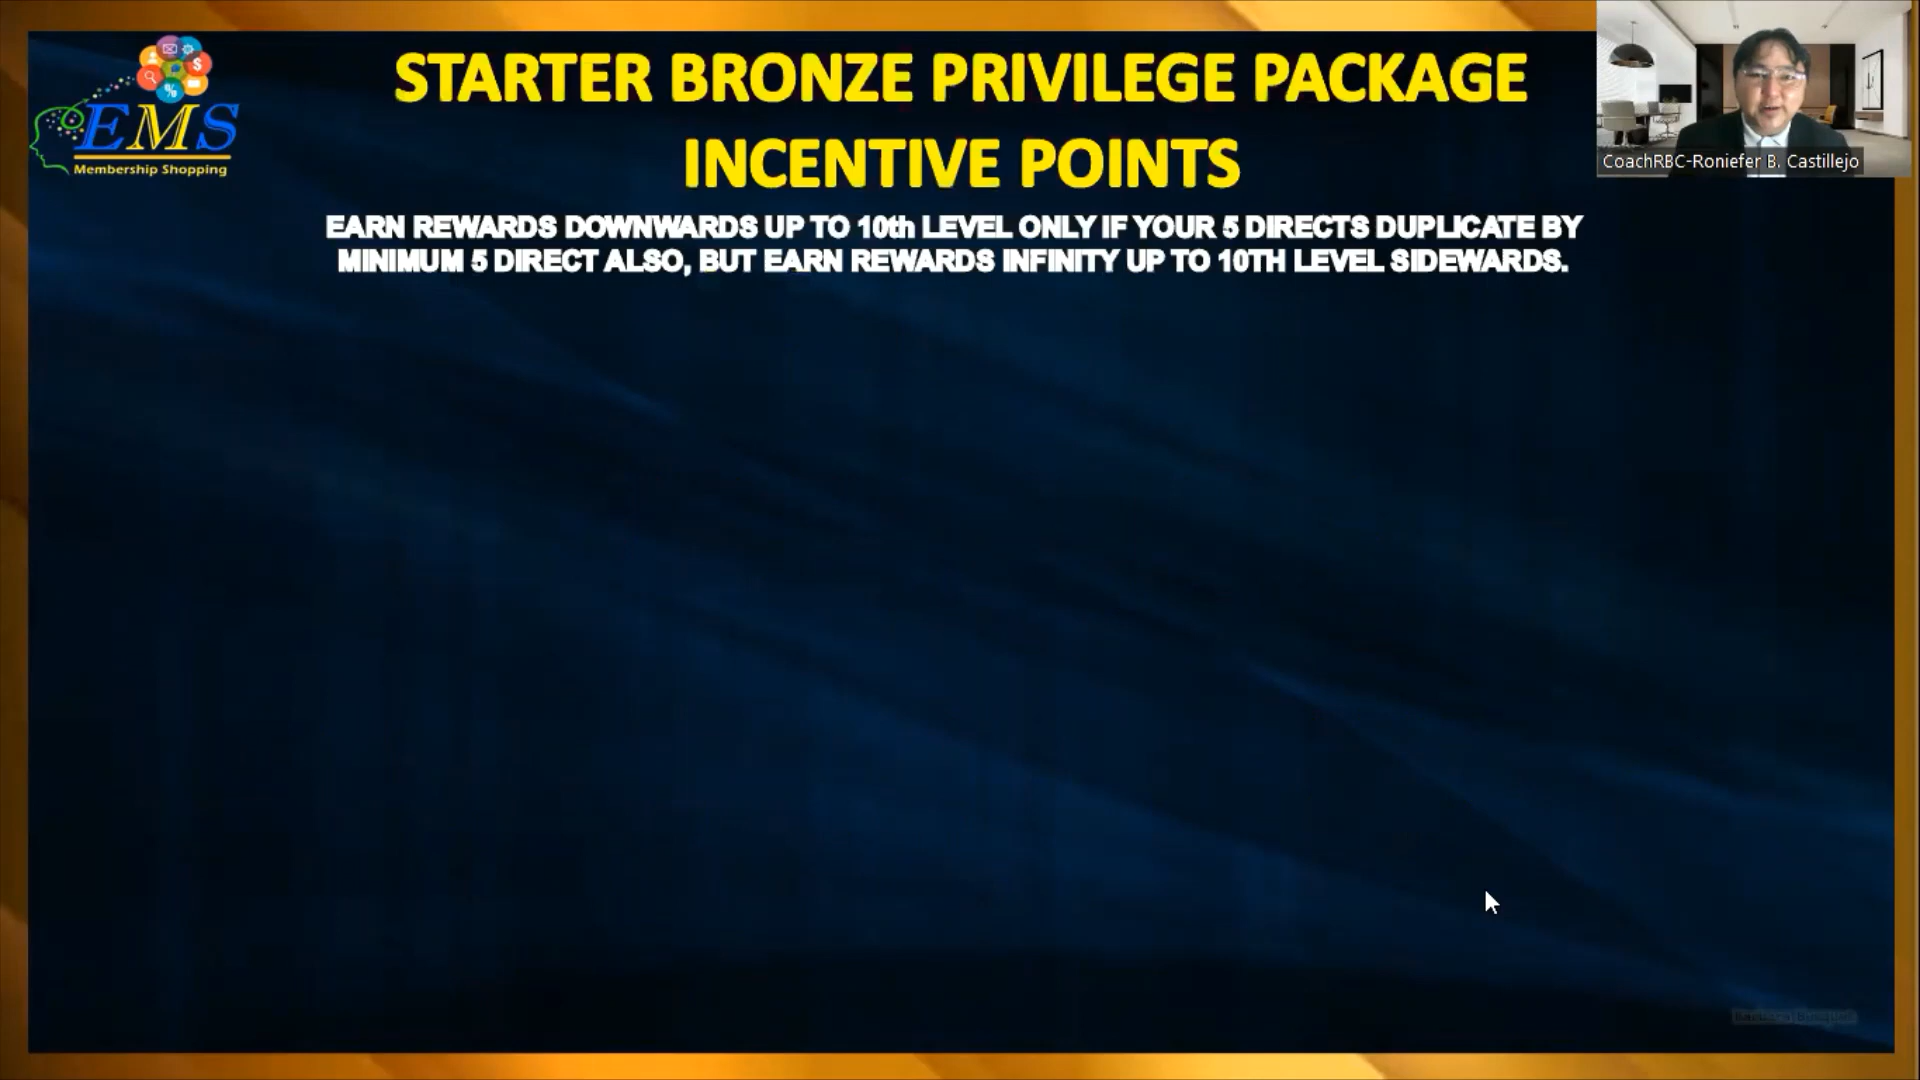 STARTER BRONZE PRIVILEGE PACKAGE
INCENTIVE POINTS
EMS
Membership Shopping
CoachRBC-Roniefer B. Castillejo
EARN REWARDS DOWNWARDS UP TO 10th LEVEL ONLY IF YOUR 5 DIRECTS DUPLICATE BY
MINIMUM 5 DIRECT ALSO, BUT EARN REWARDS INFINITY UP TO 10TH LEVEL SIDEWARDS.